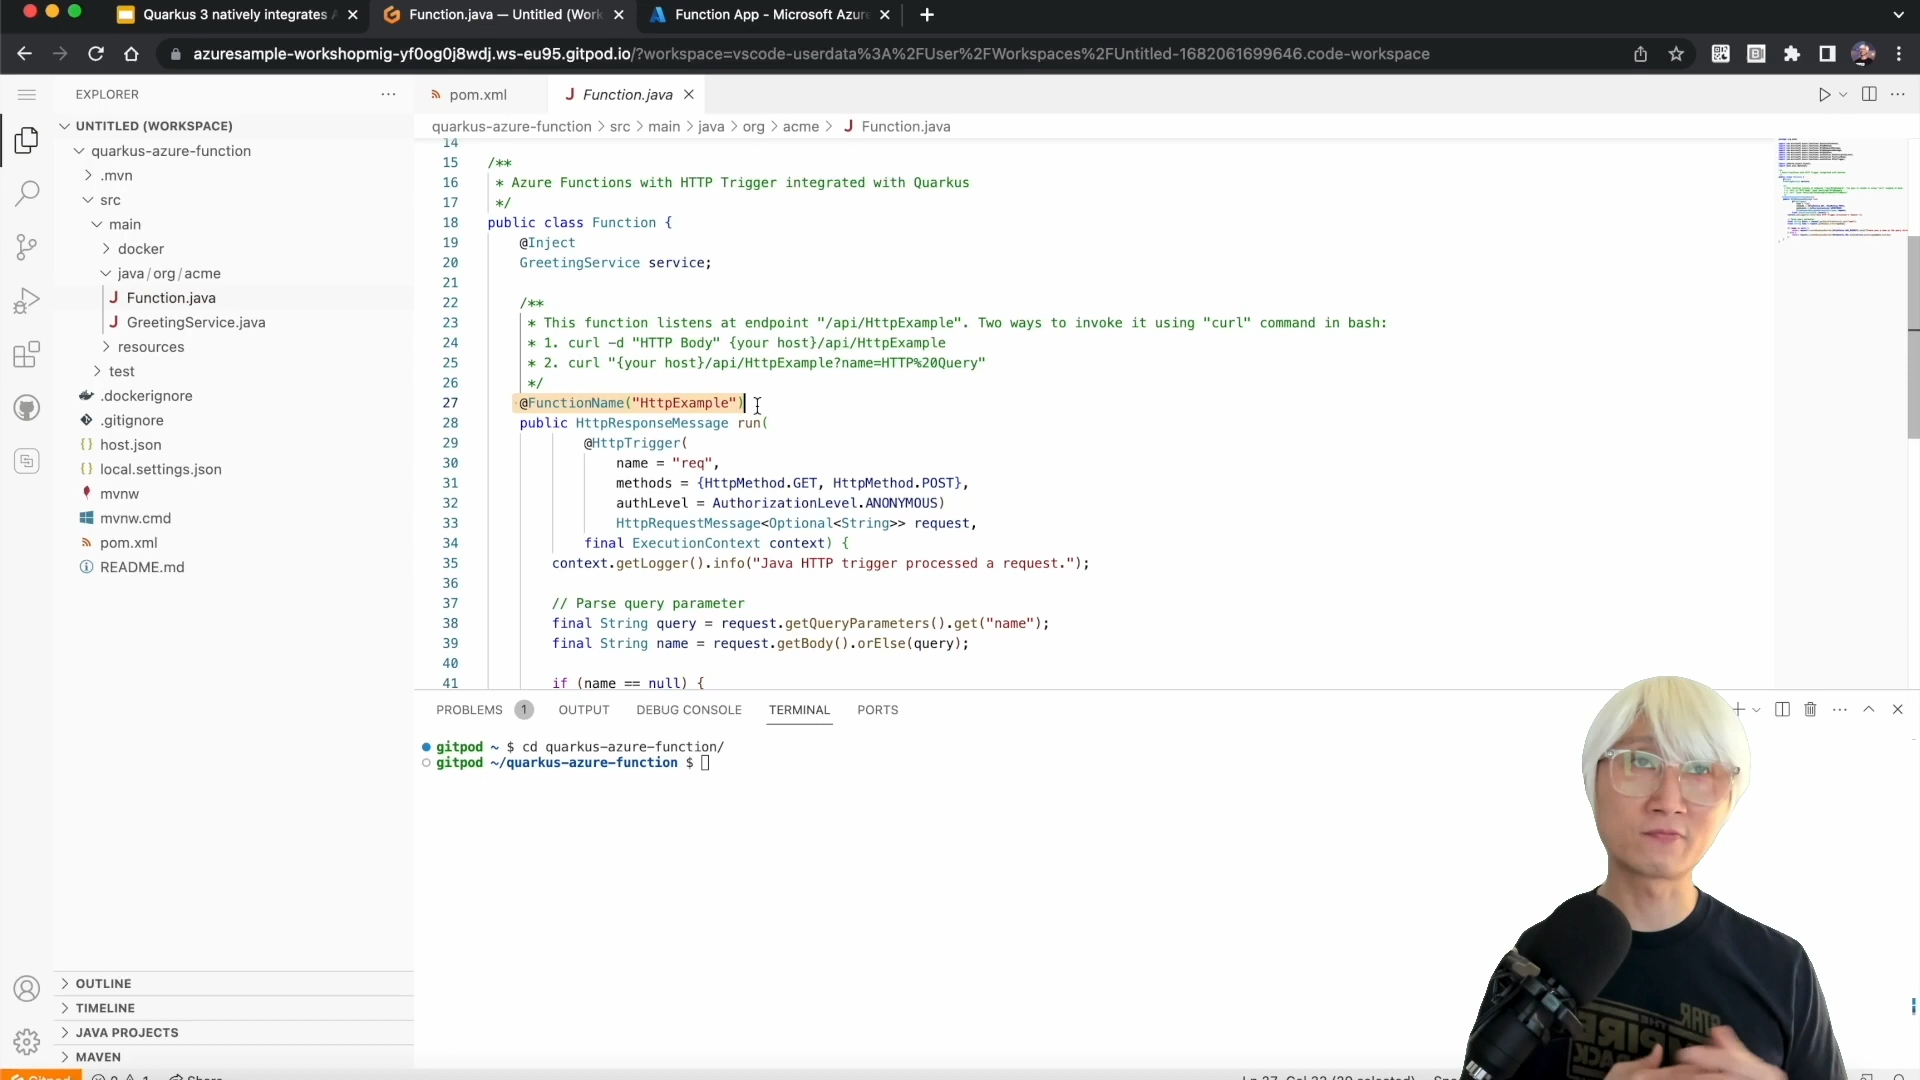 Quarkus 3 natively integrates
Function.java — Untitled (Work
Function App - Microsoft Azure
azuresample-workshopmig-yf0og0j8wdj.ws-eu95.gitpod.io/?workspace=vscode-userdata%3A%2FUser%2FWorkspaces%2FUntitled-1682061699646.code-workspace
EXPLORER
UNTITLED (WORKSPACE)
quarkus-azure-function
.mvn
src
main
docker
java/org/acme
Function.java
GreetingService.java
resources
test
.dockerignore
.gitignore
host.json
local.settings.json
mvnw
mvnw.cmd
pom.xml
README.md
OUTLINE
TIMELINE
JAVA PROJECTS
MAVEN
pom.xml
Function.java
quarkus-azure-function > src > main > java > org > acme > Function.java
14
15 /**
16 * Azure Functions with HTTP Trigger integrated with Quarkus
17 */
18 public class Function {
19 @Inject
20 GreetingService service;
21
22 /**
23 * This function listens at endpoint "/api/HttpExample". Two ways to invoke it using "curl" command in bash:
24 * 1. curl -d "HTTP Body" {your host}/api/HttpExample
25 * 2. curl "{your host}/api/HttpExample?name=HTTP%20Query"
26 */
27 @FunctionName("HttpExample")
28 public HttpResponseMessage run(
29 @HttpTrigger(
30 name = "req",
31 methods = {HttpMethod.GET, HttpMethod.POST},
32 authLevel = AuthorizationLevel.ANONYMOUS)
33 HttpRequestMessage<Optional<String>> request,
34 final ExecutionContext context) {
35 context.getLogger().info("Java HTTP trigger processed a request.");
36
37 // Parse query parameter
38 final String query = request.getQueryParameters().get("name");
39 final String name = request.getBody().orElse(query);
40
41 if (name == null) {
PROBLEMS 1 OUTPUT DEBUG CONSOLE TERMINAL PORTS
gitpod ~ $ cd quarkus-azure-function/
gitpod ~/quarkus-azure-function $
Gitpod 0 1 Share
STAR
THE